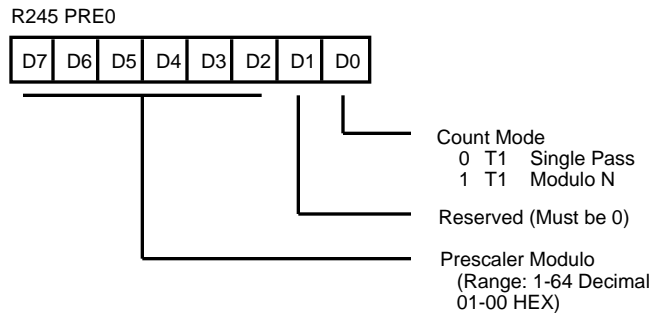 R245 PRE0
D7 D6 D5 D4 D3 D2 D1 D0
Count Mode
0 T1 Single Pass
1 T1 Modulo N
Reserved (Must be 0)
Prescaler Modulo
(Range: 1-64 Decimal
01-00 HEX)